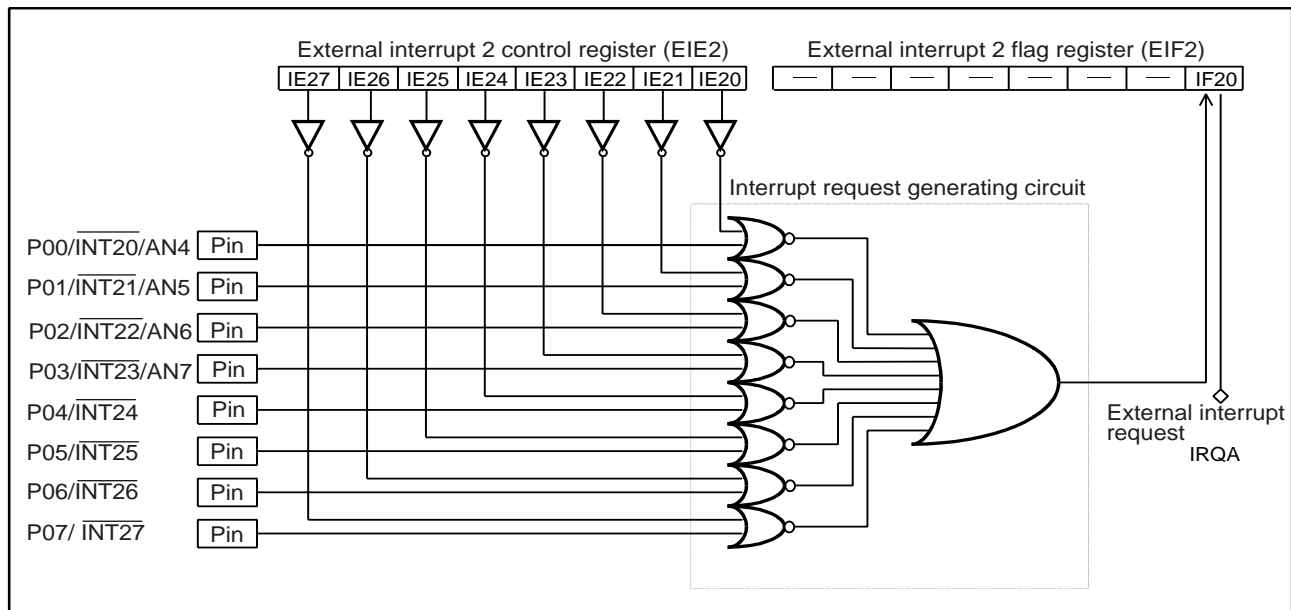 External interrupt 2 control register (EIE2)
External interrupt 2 flag register (EIF2)
IE27 IE26 IE25 IE24 IE23 IE22 IE21 IE20
— — — — — — — IF20
Interrupt request generating circuit
P00/INT20/AN4 Pin
P01/INT21/AN5 Pin
P02/INT22/AN6 Pin
P03/INT23/AN7 Pin
P04/INT24 Pin
P05/INT25 Pin
P06/INT26 Pin
P07/ INT27 Pin
External interrupt
request
IRQA